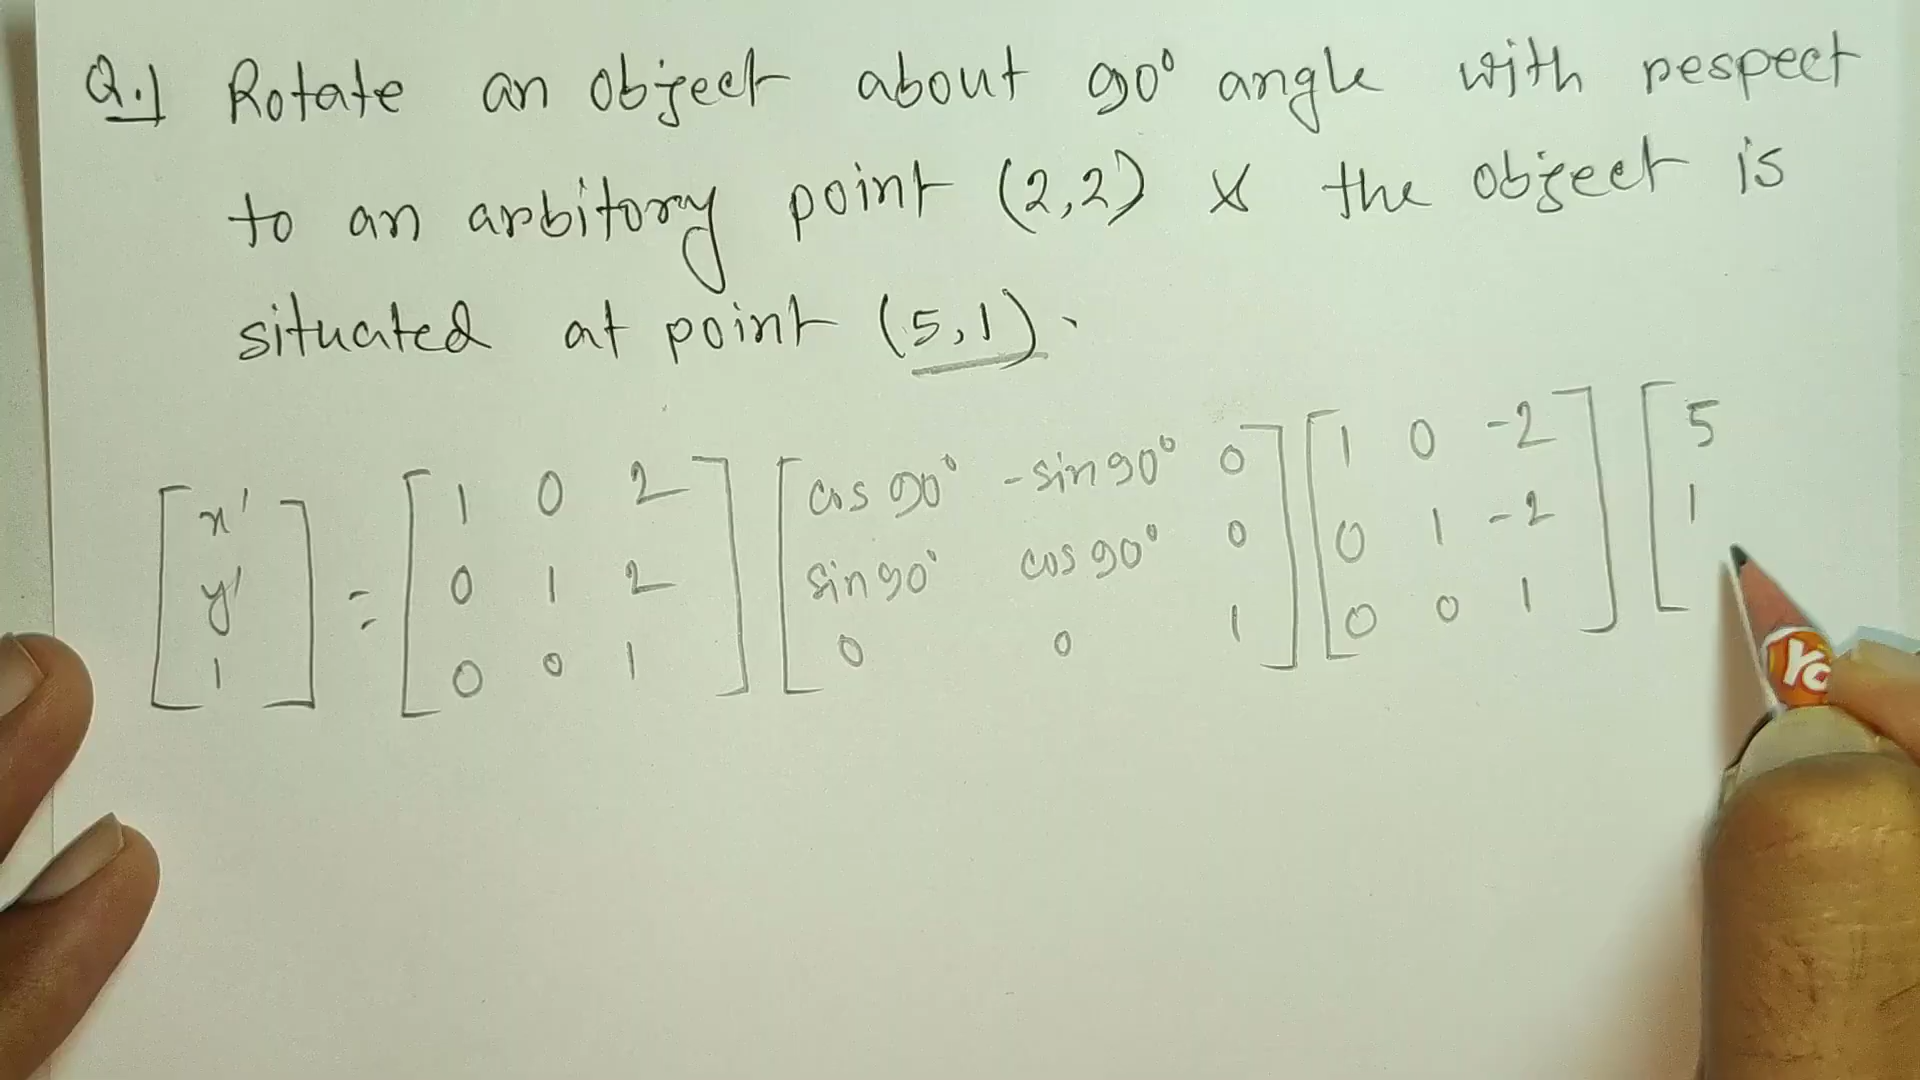 Q.1 Rotate an object about 90° angle with respect
to an arbitory point (2,2) & the object is
situated at point (5,1).
[x' y' 1] = [1 0 2; 0 1 2; 0 0 1] [cos 90° -sin 90° 0; sin 90° cos 90° 0; 0 0 1] [1 0 -2; 0 1 -2; 0 0 1] [5 1